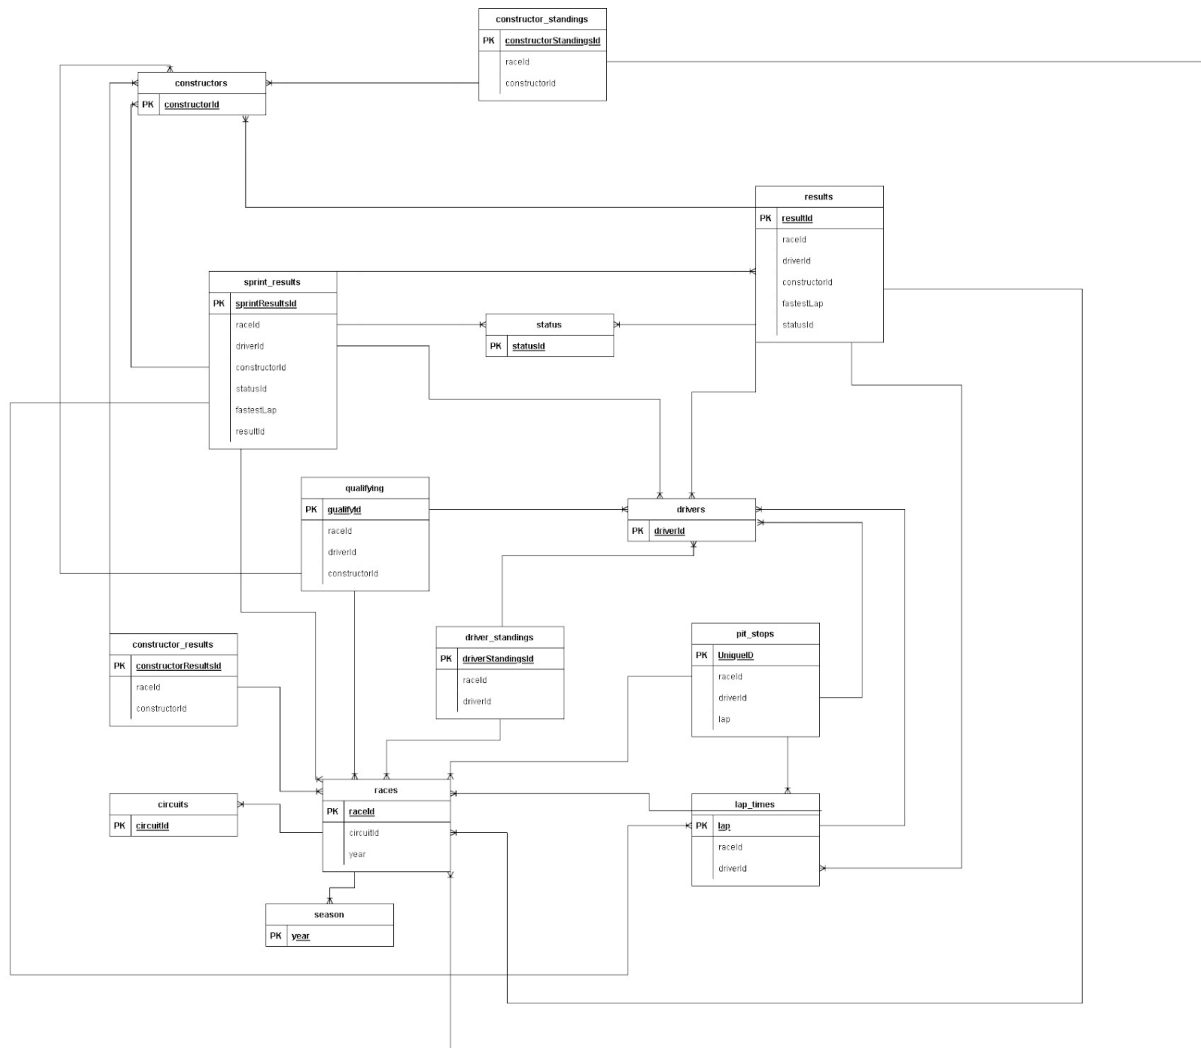 constructor_standings
PK constructorStandingsId
raceId
constructorId
constructors
PK constructorId
results
PK resultId
raceId
driverId
constructorId
fastestLap
statusId
sprint_results
PK sprintResultsId
raceId
driverId
constructorId
statusId
fastestLap
resultId
status
PK statusId
qualifying
PK qualifyId
raceId
driverId
constructorId
drivers
PK driverId
constructor_results
PK constructorResultsId
raceId
constructorId
driver_standings
PK driverStandingsId
raceId
driverId
pit_stops
PK UniqueID
raceId
driverId
lap
circuits
PK circuitId
races
PK raceId
circuitId
year
lap_times
PK lap
raceId
driverId
season
PK year